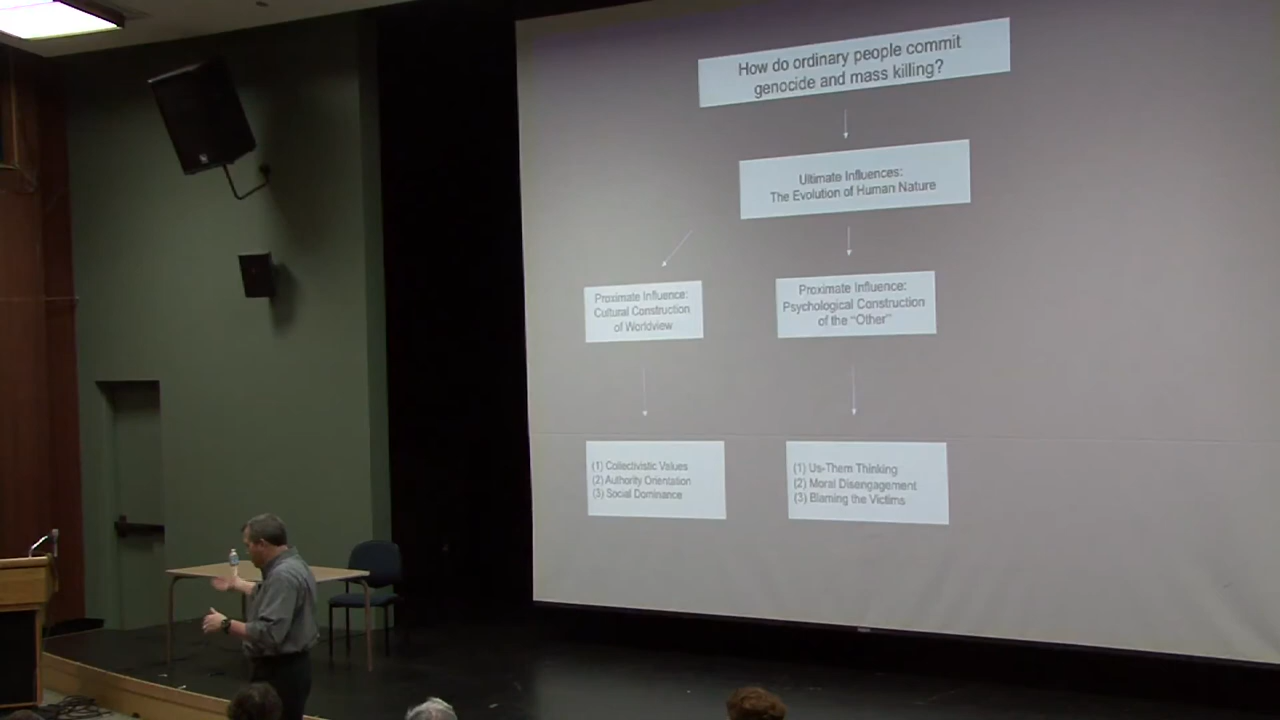 How do ordinary people commit
genocide and mass killing?
Ultimate Influences:
The Evolution of Human Nature
Proximate Influence:
Cultural Construction
of Worldview
Proximate Influence:
Psychological Construction
of the "Other"
(1) Collectivistic Values
(2) Authority Orientation
(3) Social Dominance
(1) Us-Them Thinking
(2) Moral Disengagement
(3) Blaming the Victims